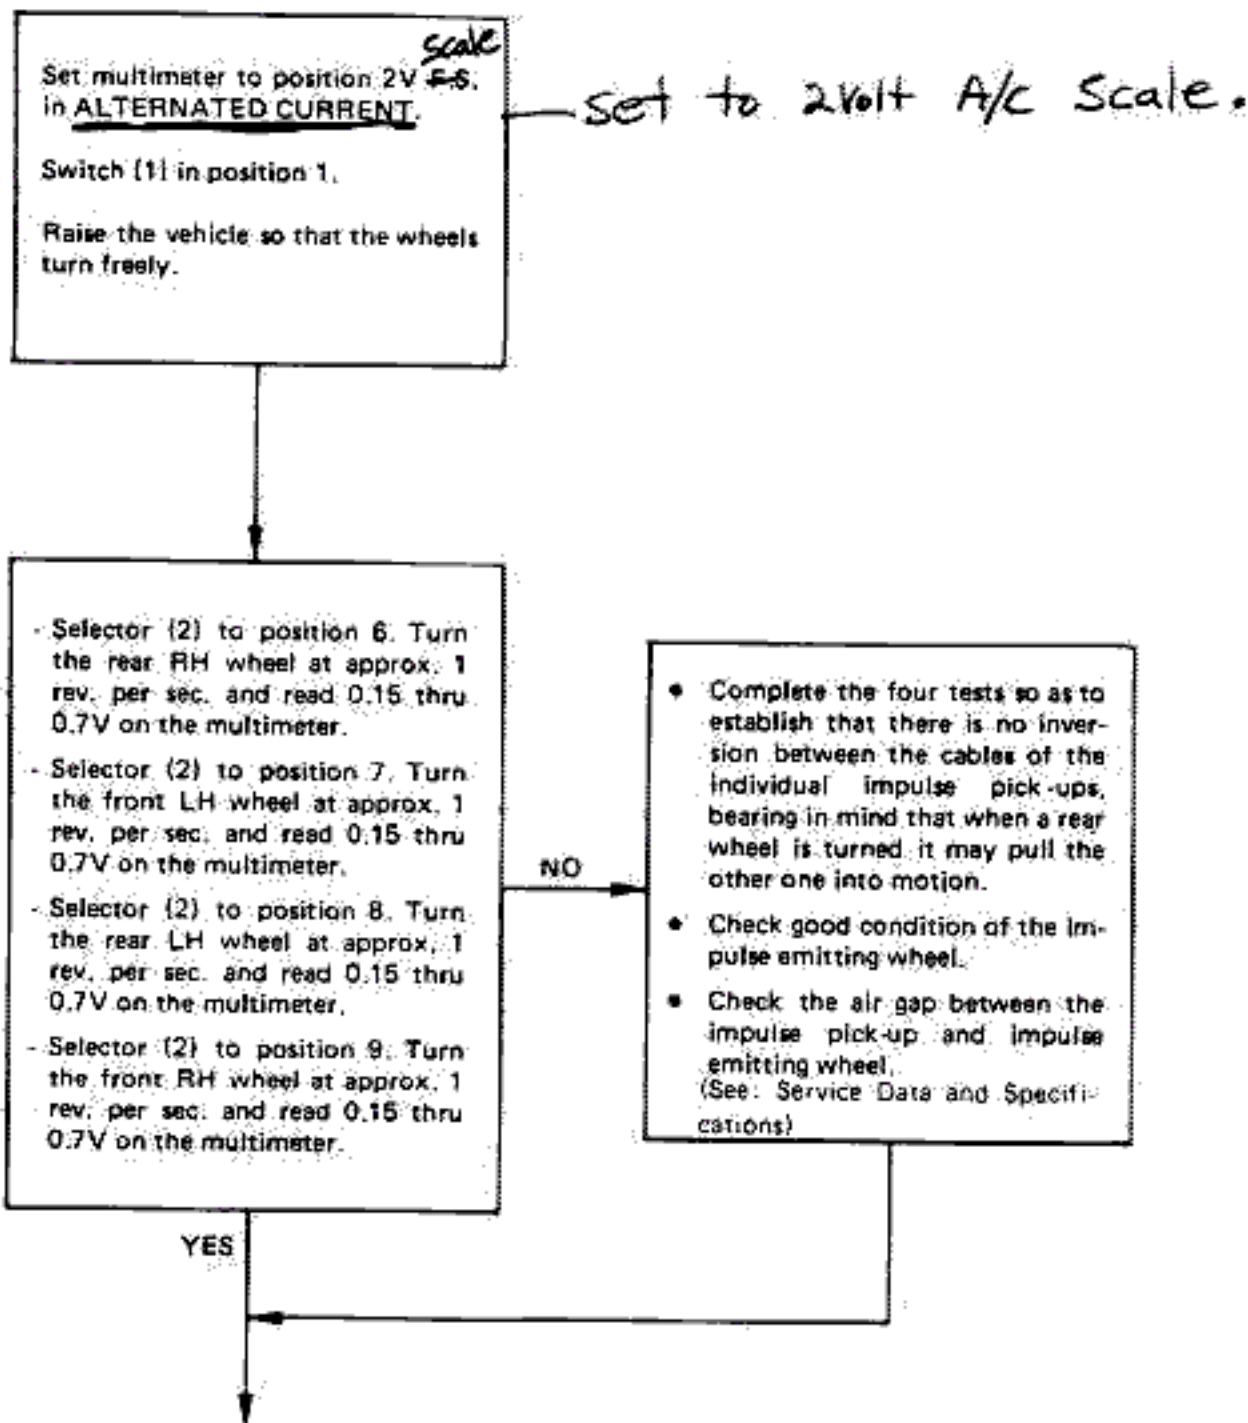 scale
Set multimeter to position 2V F.S.
in ALTERNATED CURRENT.
Set to 2Volt A/c Scale.
Switch (1) in position 1.
Raise the vehicle so that the wheels
turn freely.
- Selector (2) to position 6. Turn
the rear RH wheel at approx. 1
rev. per sec. and read 0.15 thru
0.7V on the multimeter.
- Selector (2) to position 7. Turn
the front LH wheel at approx. 1
rev. per sec. and read 0.15 thru
0.7V on the multimeter.
- Selector (2) to position 8. Turn
the rear LH wheel at approx. 1
rev. per sec. and read 0.15 thru
0.7V on the multimeter.
- Selector (2) to position 9. Turn
the front RH wheel at approx. 1
rev. per sec. and read 0.15 thru
0.7V on the multimeter.
NO
• Complete the four tests so as to
establish that there is no inver-
sion between the cables of the
individual impulse pick-ups,
bearing in mind that when a rear
wheel is turned it may pull the
other one into motion.
• Check good condition of the im-
pulse emitting wheel.
• Check the air gap between the
impulse pick-up and impulse
emitting wheel.
(See: Service Data and Specifi-
cations)
YES